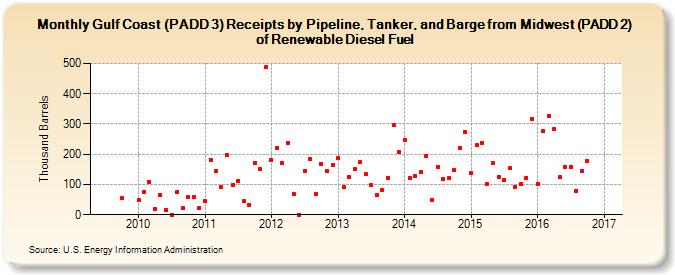 Monthly Gulf Coast (PADD 3) Receipts by Pipeline, Tanker, and Barge from Midwest (PADD 2)
of Renewable Diesel Fuel
Thousand Barrels
500
400
300
200
100
0
2010 2011 2012 2013 2014 2015 2016 2017
Source: U.S. Energy Information Administration